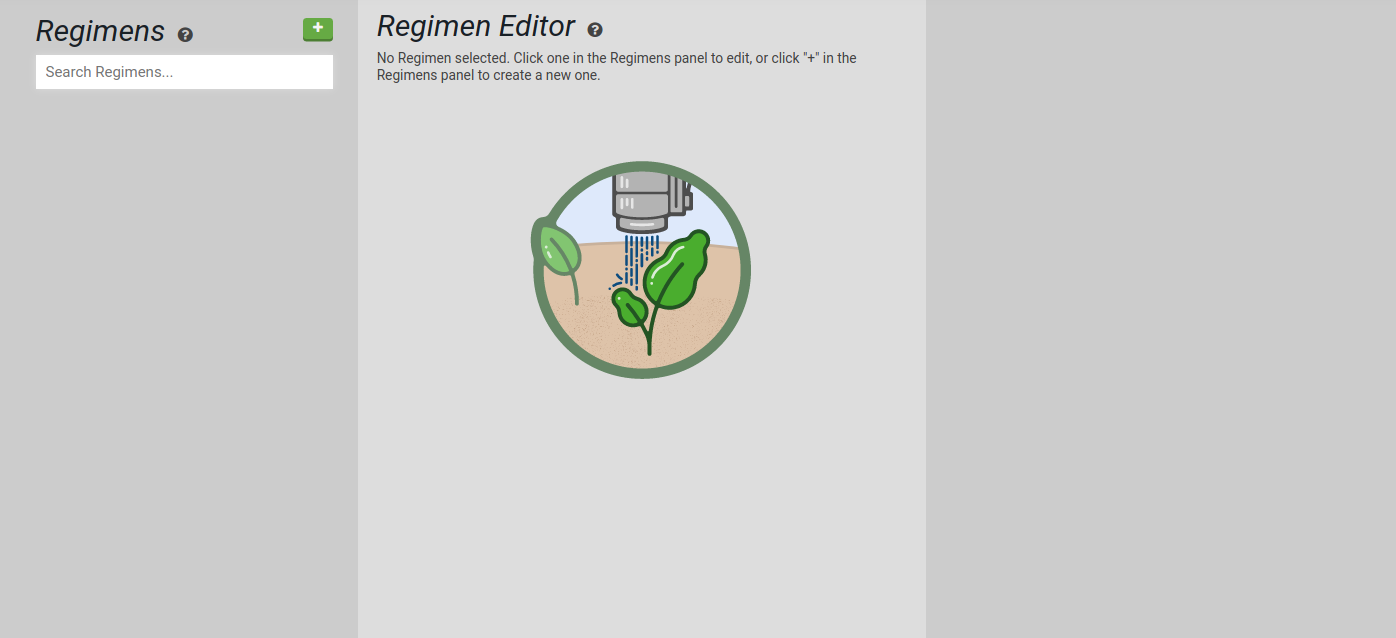 Regimens
Search Regimens...
Regimen Editor
No Regimen selected. Click one in the Regimens panel to edit, or click "+" in the
Regimens panel to create a new one.